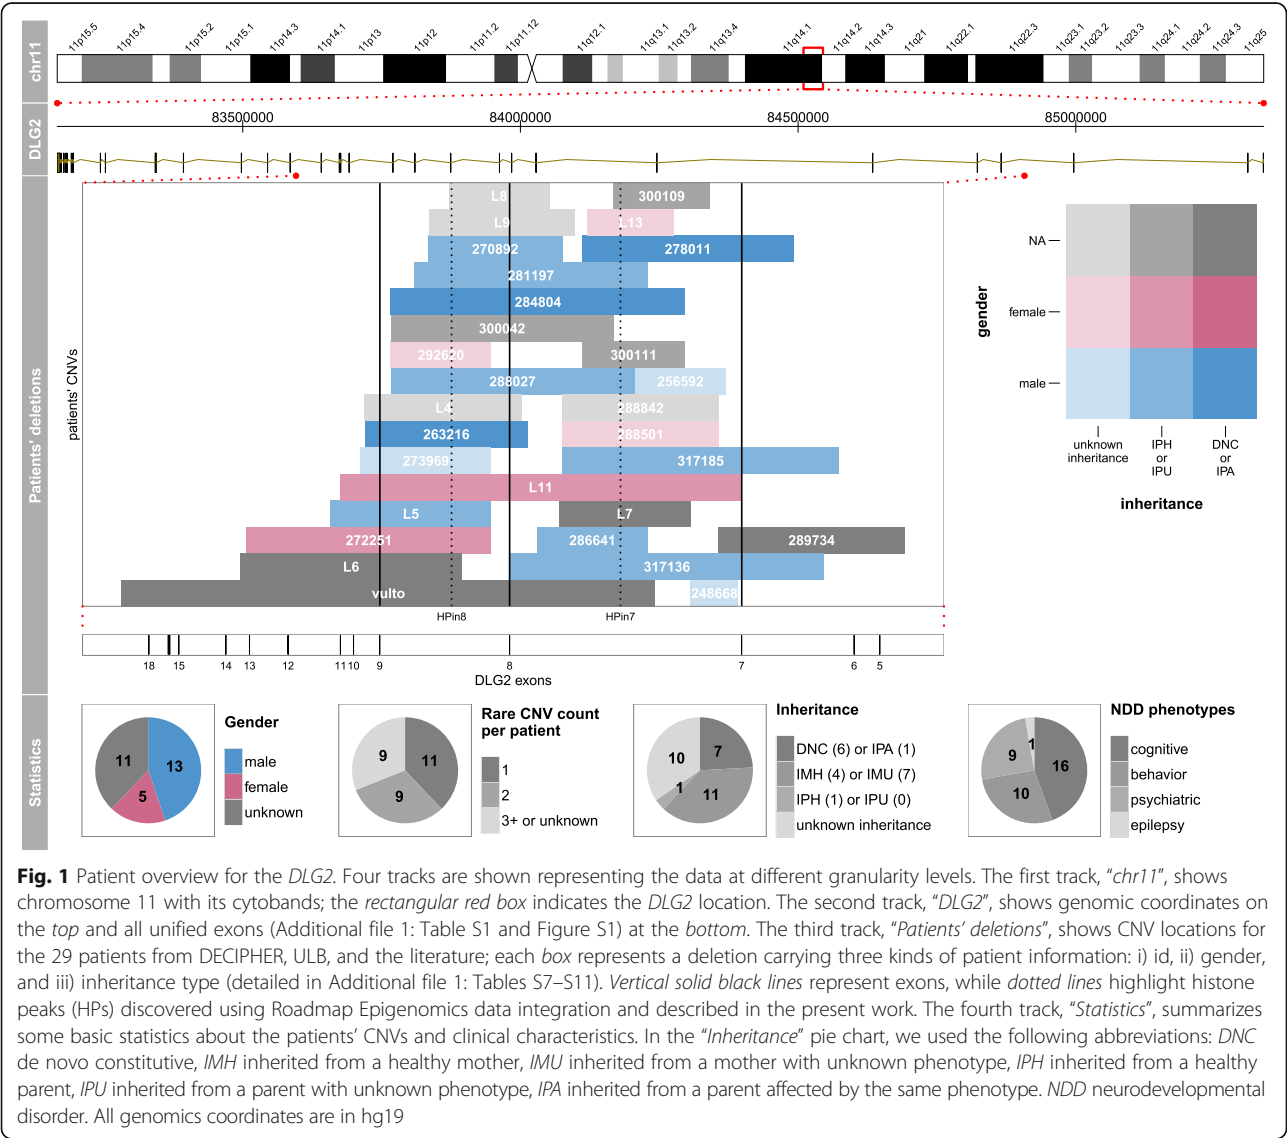 chr11
11p15.5 11p15.4 11p15.2 11p15.1 11p14.3 11p14.1 11p13 11p12 11p11.2 11p11.12 11q12.1 11q13.1 11q13.2 11q13.4 11q14.1 11q14.2 11q14.3 11q21 11q22.1 11q22.3 11q23.1 11q23.2 11q23.3 11q24.1 11q24.2 11q24.3 11q25
DLG2
83500000 84000000 84500000 85000000
Patients' deletions
patients' CNVs
L8 300109
L9 L13
270892 278011
281197
284804
300042
292620 300111
288027 256592
L4 288842
263216 288501
273969 317185
L11
L5 L7
272251 286641 289734
L6 317136
vulto 248668
HPin8 HPin7
18 15 14 13 12 11 10 9 8 7 6 5
DLG2 exons
gender
NA
female
male
unknown
inheritance
IPH
or
IPU
DNC
or
IPA
inheritance
Statistics
Gender
11 13 5
male
female
unknown
Rare CNV count
per patient
9 11 9
1
2
3+ or unknown
Inheritance
10 7 1 11
DNC (6) or IPA (1)
IMH (4) or IMU (7)
IPH (1) or IPU (0)
unknown inheritance
NDD phenotypes
1 9 16 10
cognitive
behavior
psychiatric
epilepsy
Fig. 1 Patient overview for the DLG2. Four tracks are shown representing the data at different granularity levels. The first track, “chr11”, shows
chromosome 11 with its cytobands; the rectangular red box indicates the DLG2 location. The second track, “DLG2”, shows genomic coordinates on
the top and all unified exons (Additional file 1: Table S1 and Figure S1) at the bottom. The third track, “Patients’ deletions”, shows CNV locations for
the 29 patients from DECIPHER, ULB, and the literature; each box represents a deletion carrying three kinds of patient information: i) id, ii) gender,
and iii) inheritance type (detailed in Additional file 1: Tables S7–S11). Vertical solid black lines represent exons, while dotted lines highlight histone
peaks (HPs) discovered using Roadmap Epigenomics data integration and described in the present work. The fourth track, “Statistics”, summarizes
some basic statistics about the patients’ CNVs and clinical characteristics. In the “Inheritance” pie chart, we used the following abbreviations: DNC
de novo constitutive, IMH inherited from a healthy mother, IMU inherited from a mother with unknown phenotype, IPH inherited from a healthy
parent, IPU inherited from a parent with unknown phenotype, IPA inherited from a parent affected by the same phenotype. NDD neurodevelopmental
disorder. All genomics coordinates are in hg19